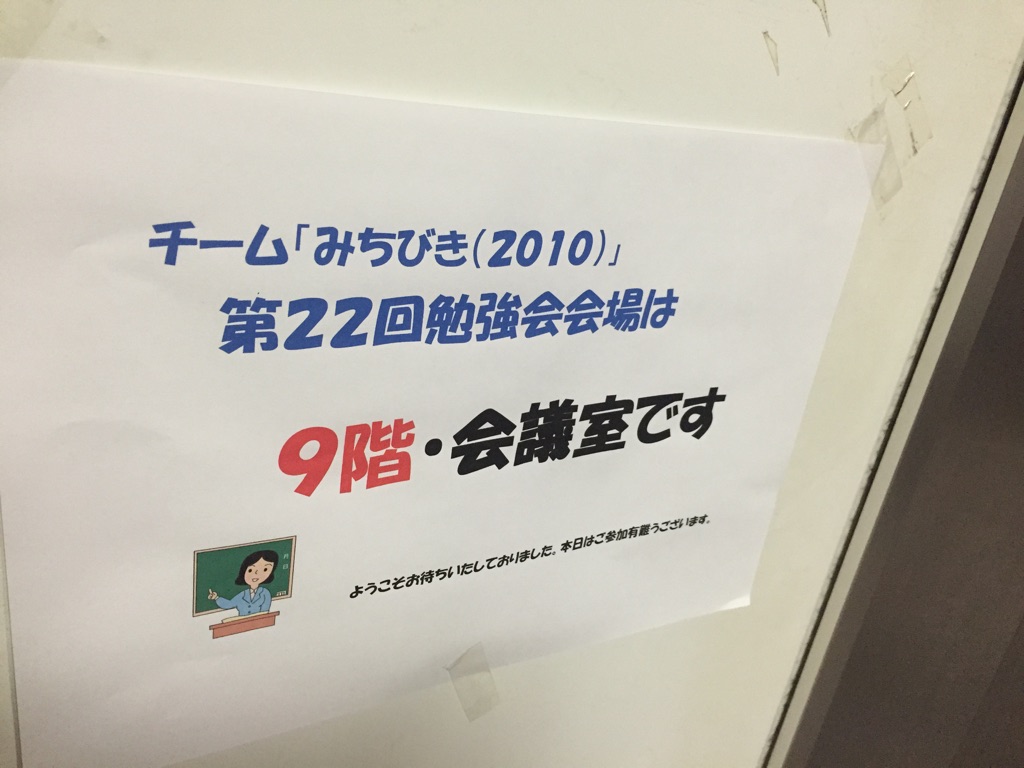 チーム「みちびき(2010)」
第22回勉強会会場は
9階・会議室です
ようこそお待ちいたしておりました。本日はご参加有難うございます。
月
日